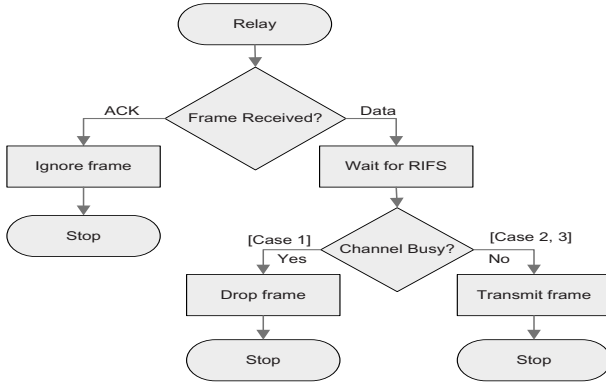 Relay
ACK
Frame Received?
Data
Ignore frame
Wait for RIFS
Stop
[Case 1]
Yes
Channel Busy?
[Case 2, 3]
No
Drop frame
Transmit frame
Stop
Stop